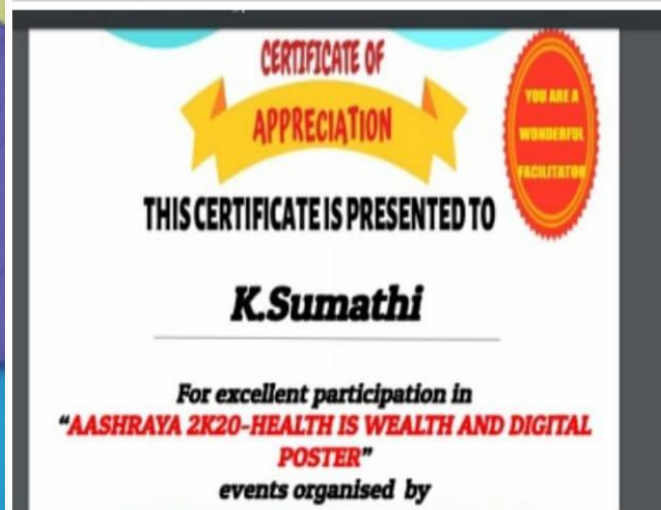 CERTIFICATE OF
APPRECIATION
YOU ARE A
WONDERFUL
FACILITATOR
THIS CERTIFICATE IS PRESENTED TO
K.Sumathi
For excellent participation in
"AASHRAYA 2K20-HEALTH IS WEALTH AND DIGITAL
POSTER"
events organised by